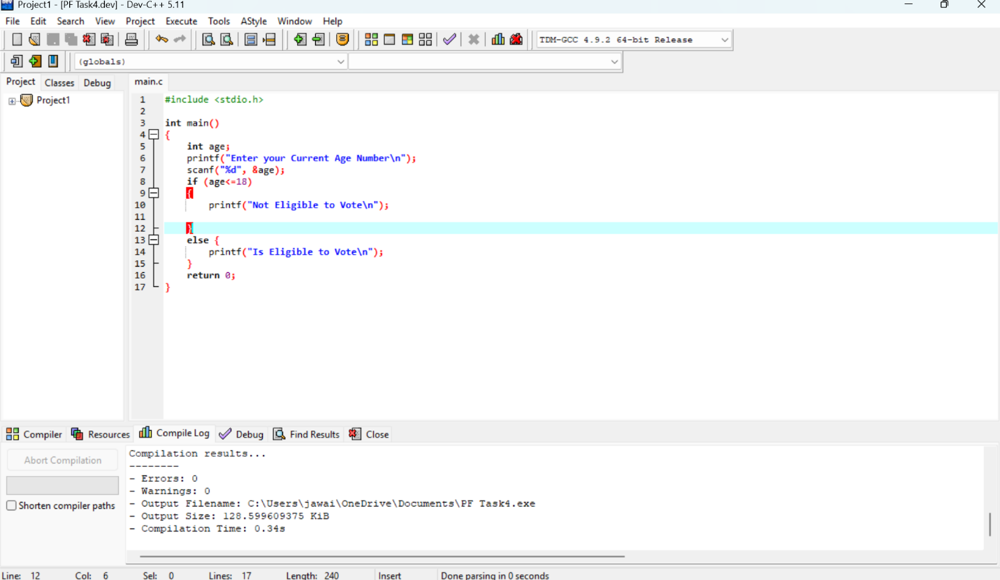 Project1 - [PF Task4.dev] - Dev-C++ 5.11
File Edit Search View Project Execute Tools AStyle Window Help
TDM-GCC 4.9.2 64-bit Release
(globals)
Project Classes Debug main.c
Project1
1 #include <stdio.h>
2
3 int main()
4 {
5 int age;
6 printf("Enter your Current Age Number\n");
7 scanf("%d", &age);
8 if (age<=18)
9 {
10 printf("Not Eligible to Vote\n");
11
12 }
13 else {
14 printf("Is Eligible to Vote\n");
15 }
16 return 0;
17 }
Compiler Resources Compile Log Debug Find Results Close
Abort Compilation
Shorten compiler paths
Compilation results...
--------
- Errors: 0
- Warnings: 0
- Output Filename: C:\Users\jawai\OneDrive\Documents\PF Task4.exe
- Output Size: 128.599609375 KiB
- Compilation Time: 0.34s
Line: 12 Col: 6 Sel: 0 Lines: 17 Length: 240 Insert Done parsing in 0 seconds